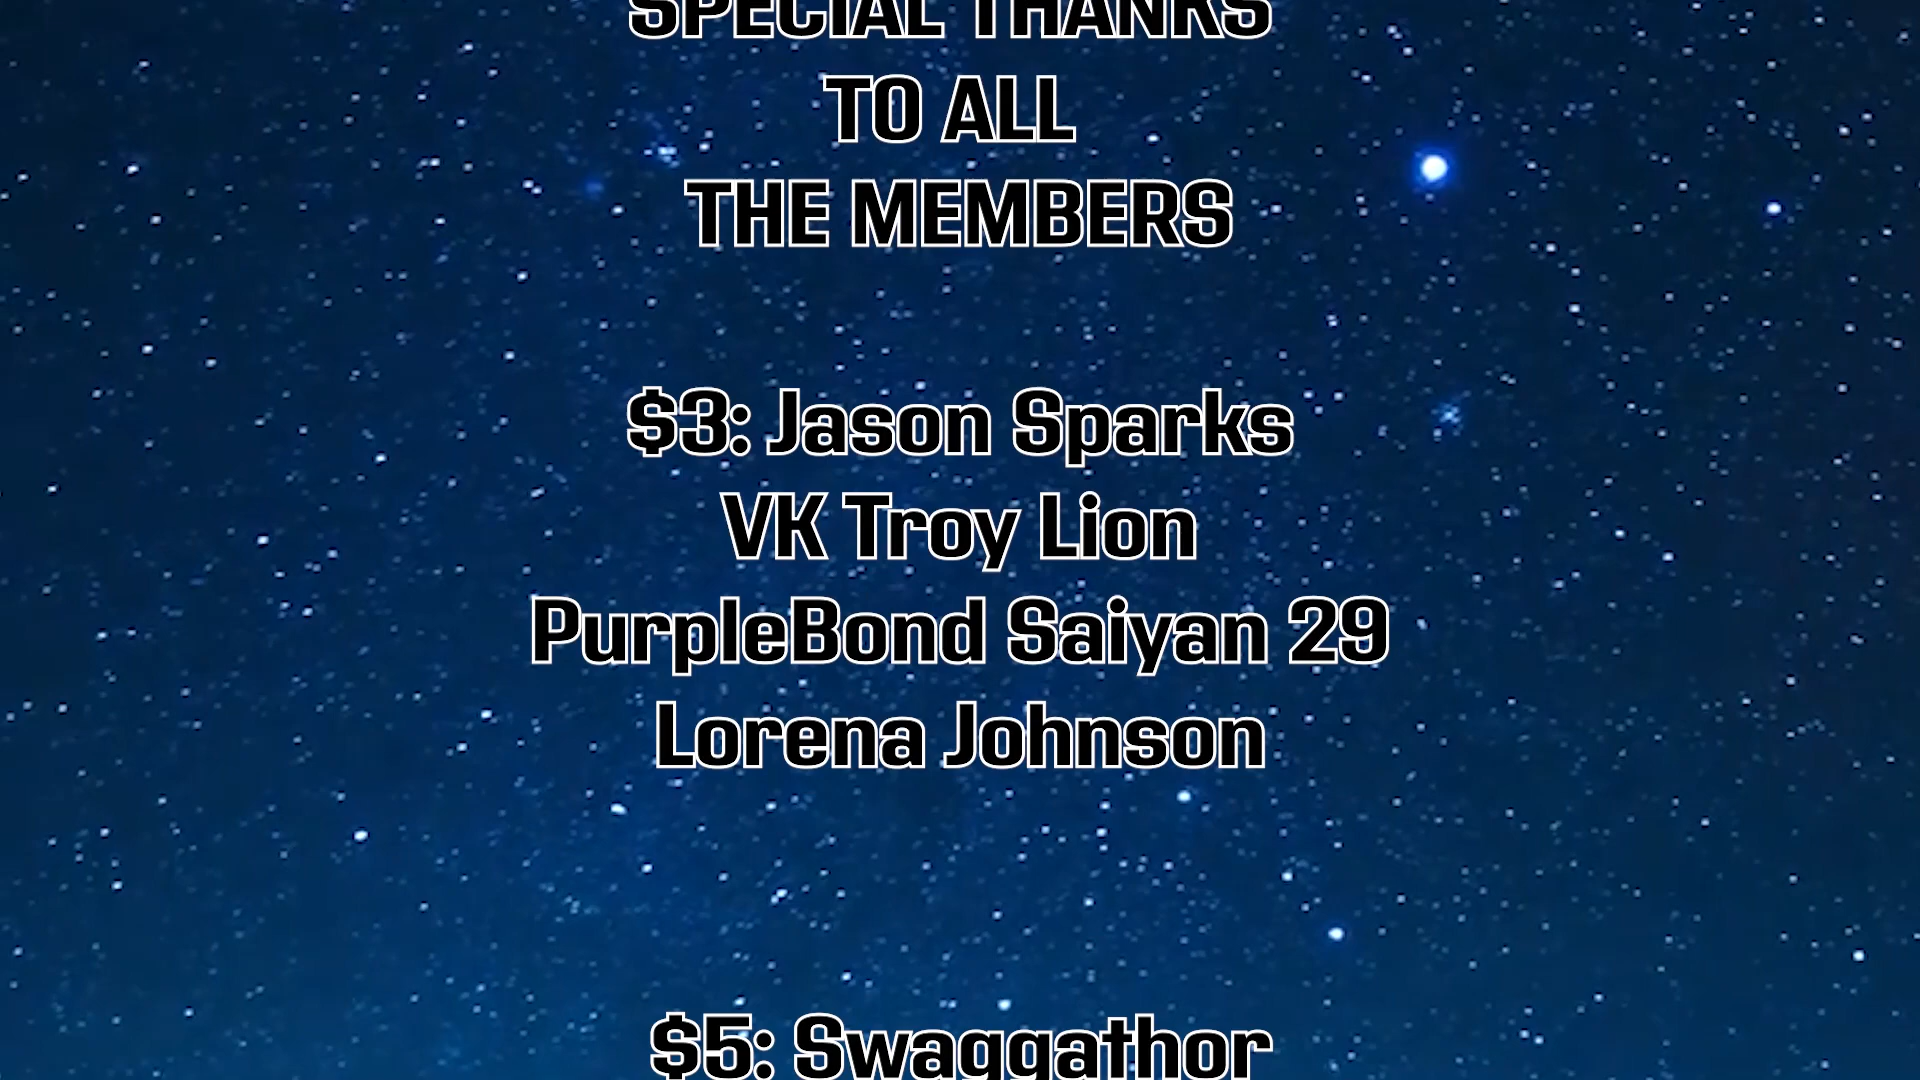 SPECIAL THANKS
TO ALL
THE MEMBERS
$3: Jason Sparks
VK Troy Lion
PurpleBond Saiyan 29
Lorena Johnson
$5: Swaggathor